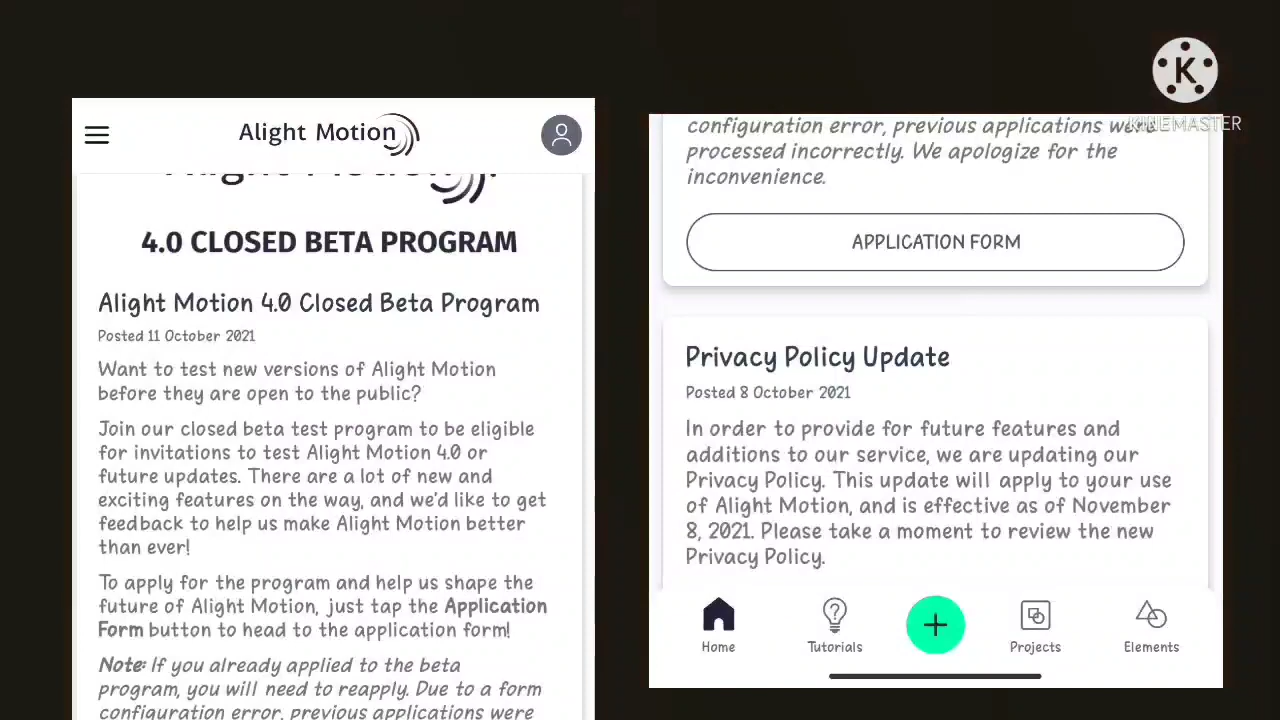 Alight Motion
Alight Motion
4.0 CLOSED BETA PROGRAM
Alight Motion 4.0 Closed Beta Program
Posted 11 October 2021
Want to test new versions of Alight Motion
before they are open to the public?
Join our closed beta test program to be eligible
for invitations to test Alight Motion 4.0 or
future updates. There are a lot of new and
exciting features on the way, and we'd like to get
feedback to help us make Alight Motion better
than ever!
To apply for the program and help us shape the
future of Alight Motion, just tap the Application
Form button to head to the application form!
Note: If you already applied to the beta
program, you will need to reapply. Due to a form
configuration error, previous applications were
K
KINEMASTER
configuration error, previous applications were
processed incorrectly. We apologize for the
inconvenience.
APPLICATION FORM
Privacy Policy Update
Posted 8 October 2021
In order to provide for future features and
additions to our service, we are updating our
Privacy Policy. This update will apply to your use
of Alight Motion, and is effective as of November
8, 2021. Please take a moment to review the new
Privacy Policy.
Home
Tutorials
Projects
Elements